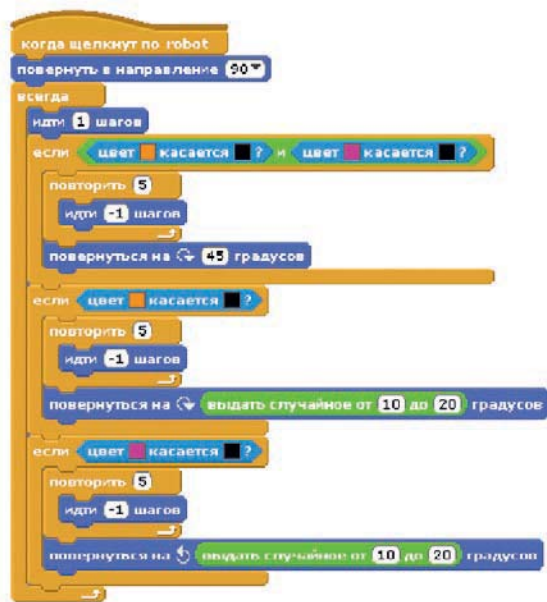 когда щелкнут по robot
повернуть в направление 90
всегда
идти 1 шагов
если цвет касается ? и цвет касается ?
повторить 5
идти -1 шагов
повернуться на 45 градусов
если цвет касается ?
повторить 5
идти -1 шагов
повернуться на выдать случайное от 10 до 20 градусов
если цвет касается ?
повторить 5
идти -1 шагов
повернуться на выдать случайное от 10 до 20 градусов